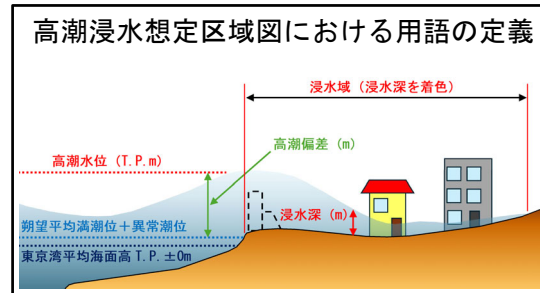 高潮浸水想定区域図における用語の定義
浸水域（浸水深を着色）
高潮偏差（m）
高潮水位（T.P.m）
浸水深（m）
朔望平均満潮位＋異常潮位
東京湾平均海面高T.P.±0m